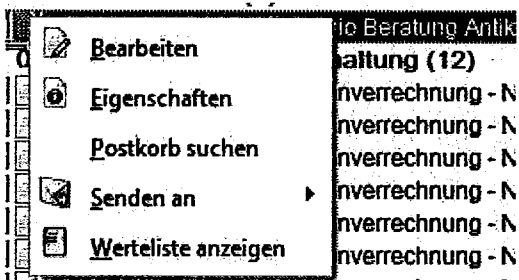 io Beratung Antik
altung (12)
Bearbeiten
nverrechnung - N
Eigenschaften
nverrechnung - N
Postkorb suchen
nverrechnung - N
Senden an
nverrechnung - N
nverrechnung - N
Werteliste anzeigen
nverrechnung - N